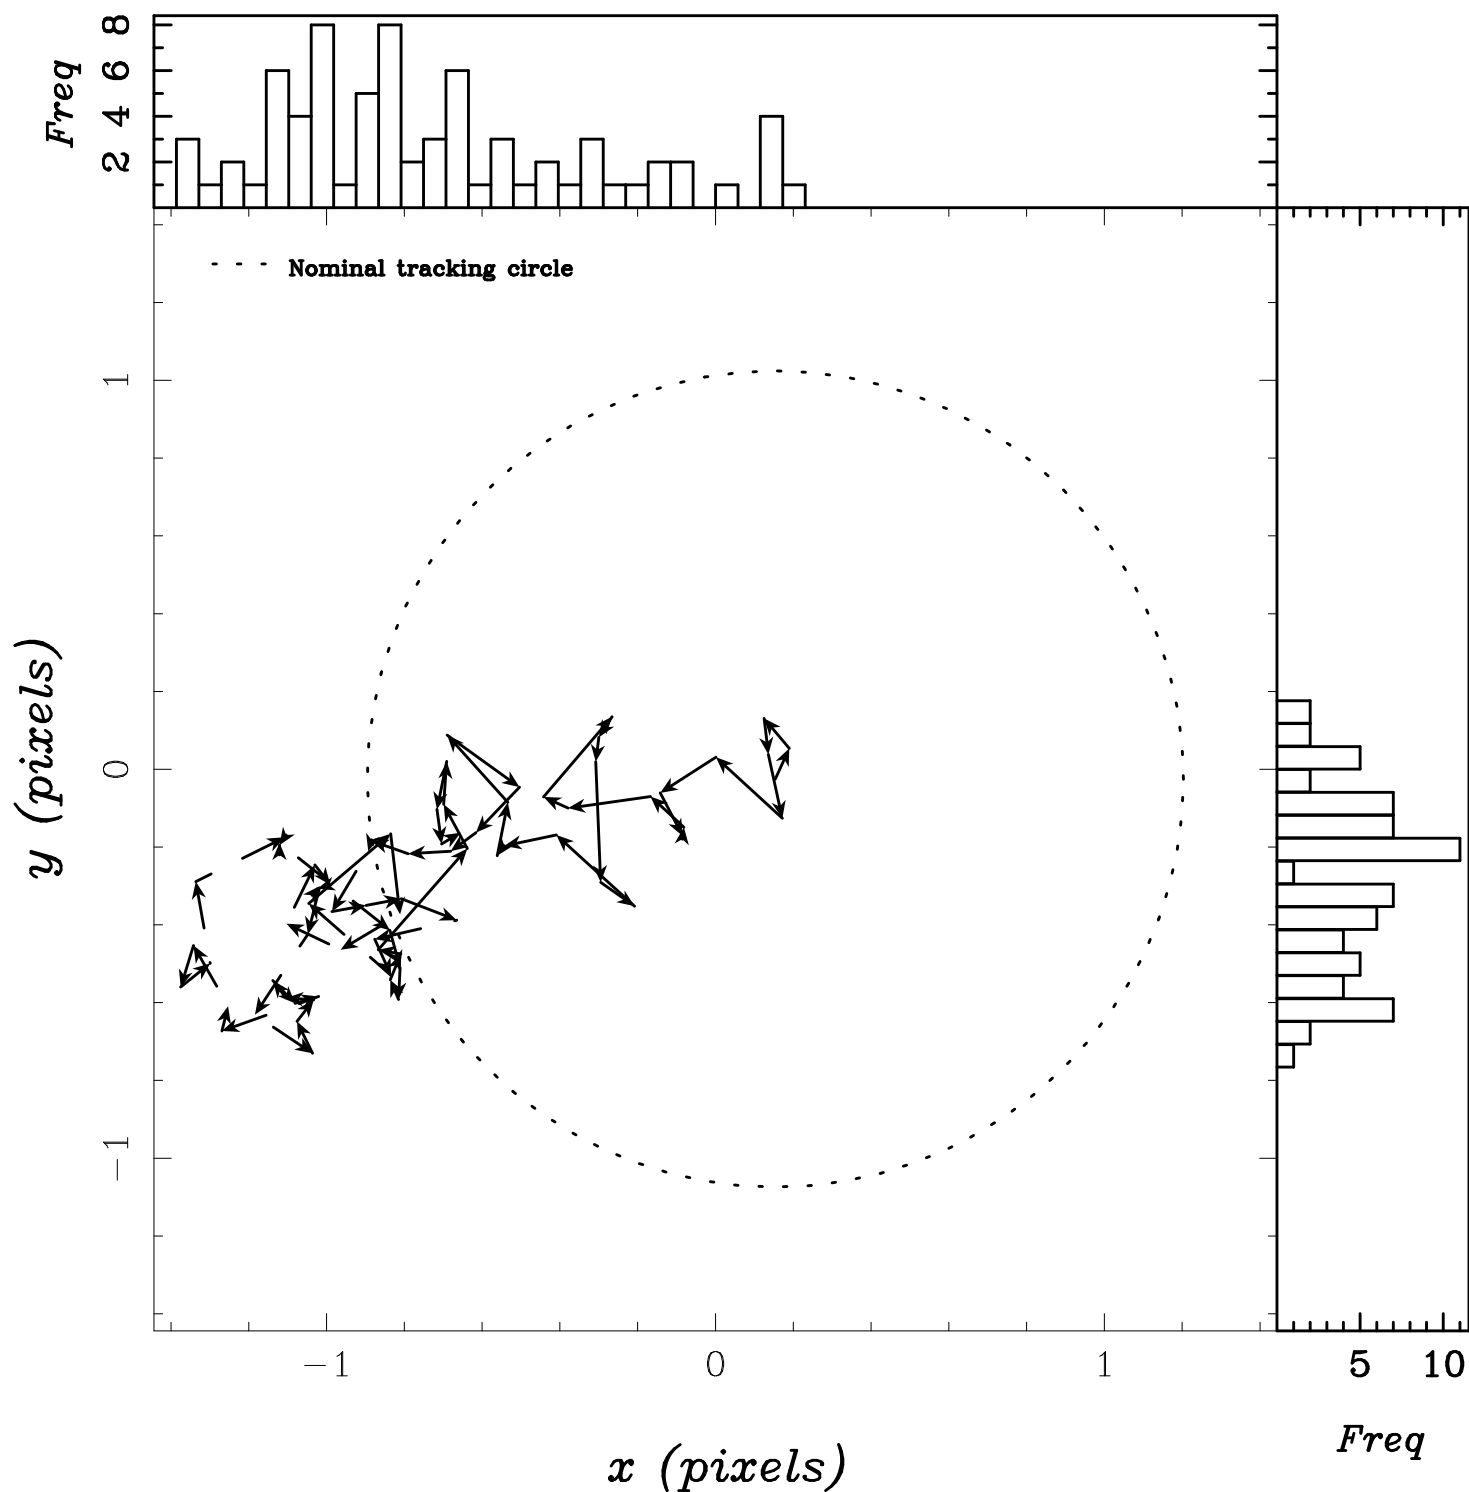 Freq
8
6
4
2
Nominal tracking circle
1
0
-1
y (pixels)
-1 0 1
5 10
x (pixels)
Freq